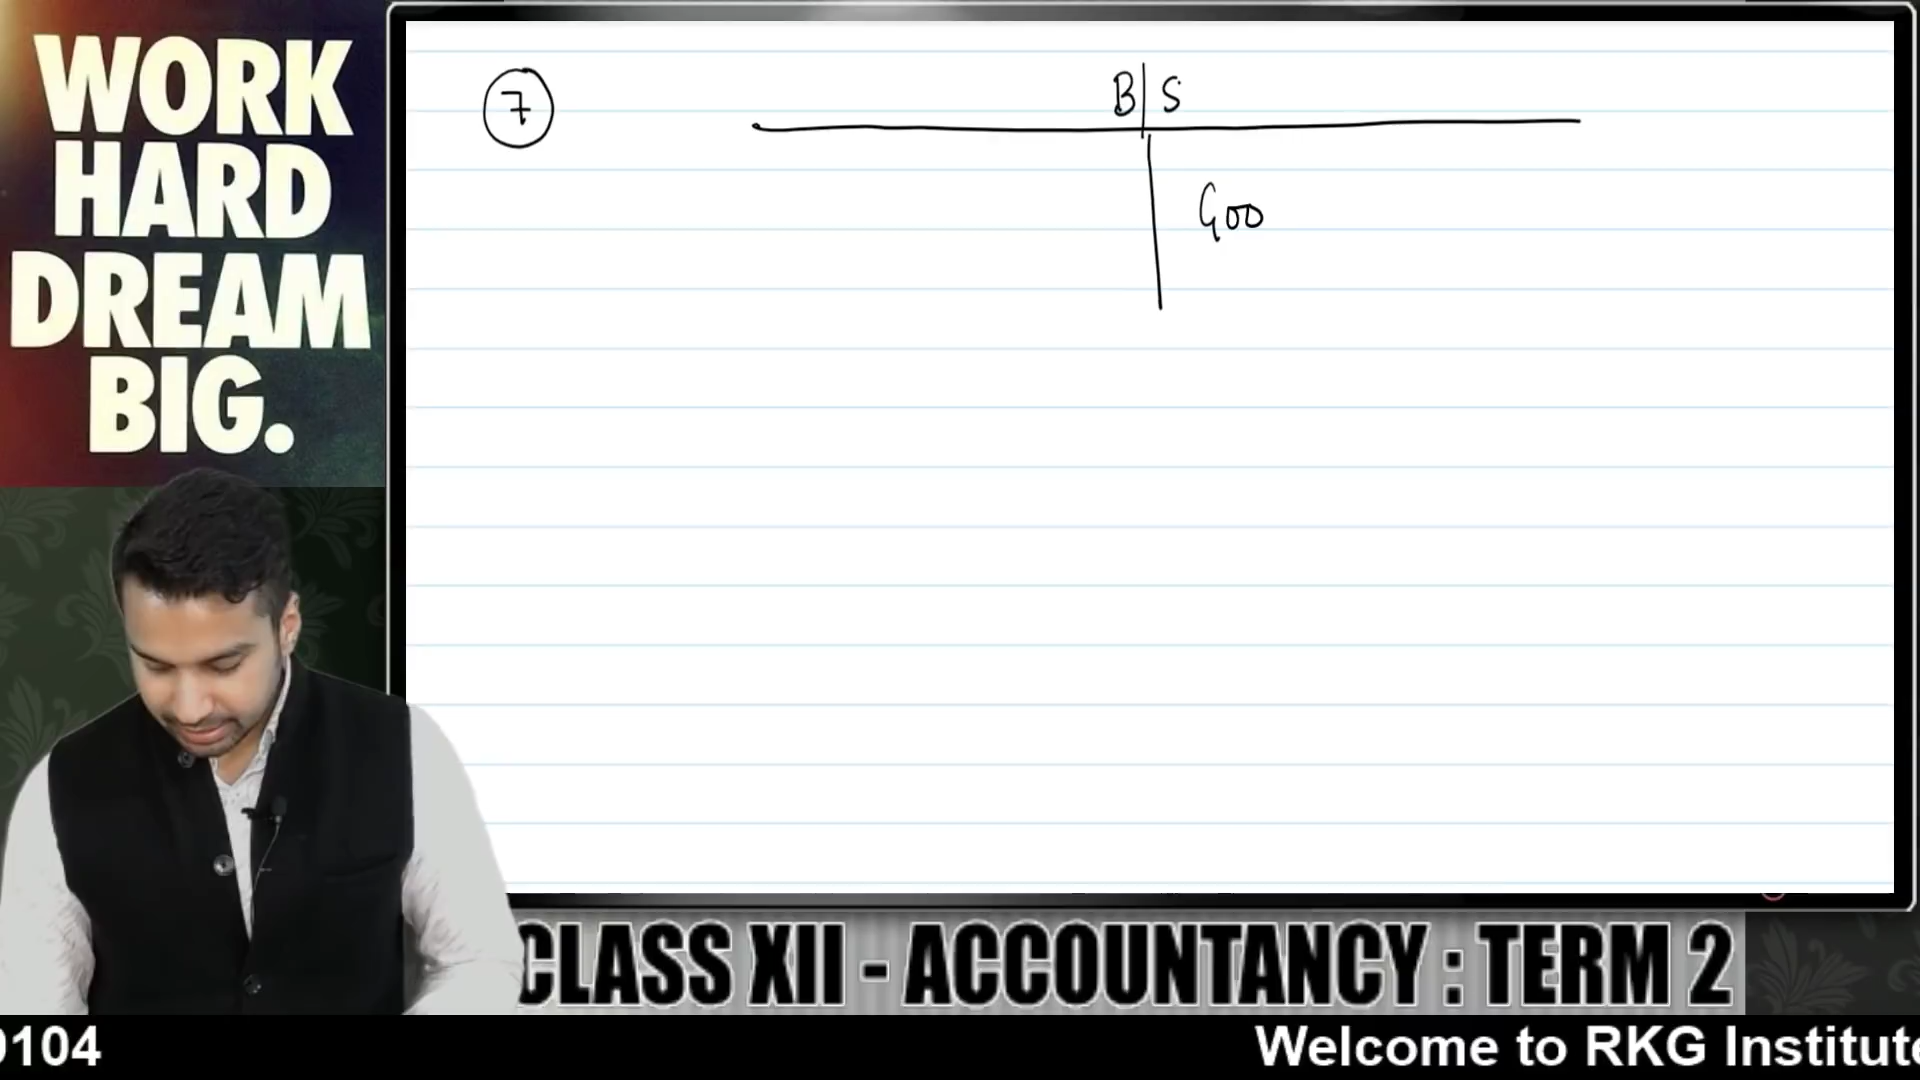 WORK
HARD
DREAM
BIG.
7
B S
Goo
CLASS XII - ACCOUNTANCY : TERM 2
0104
Welcome to RKG Institute